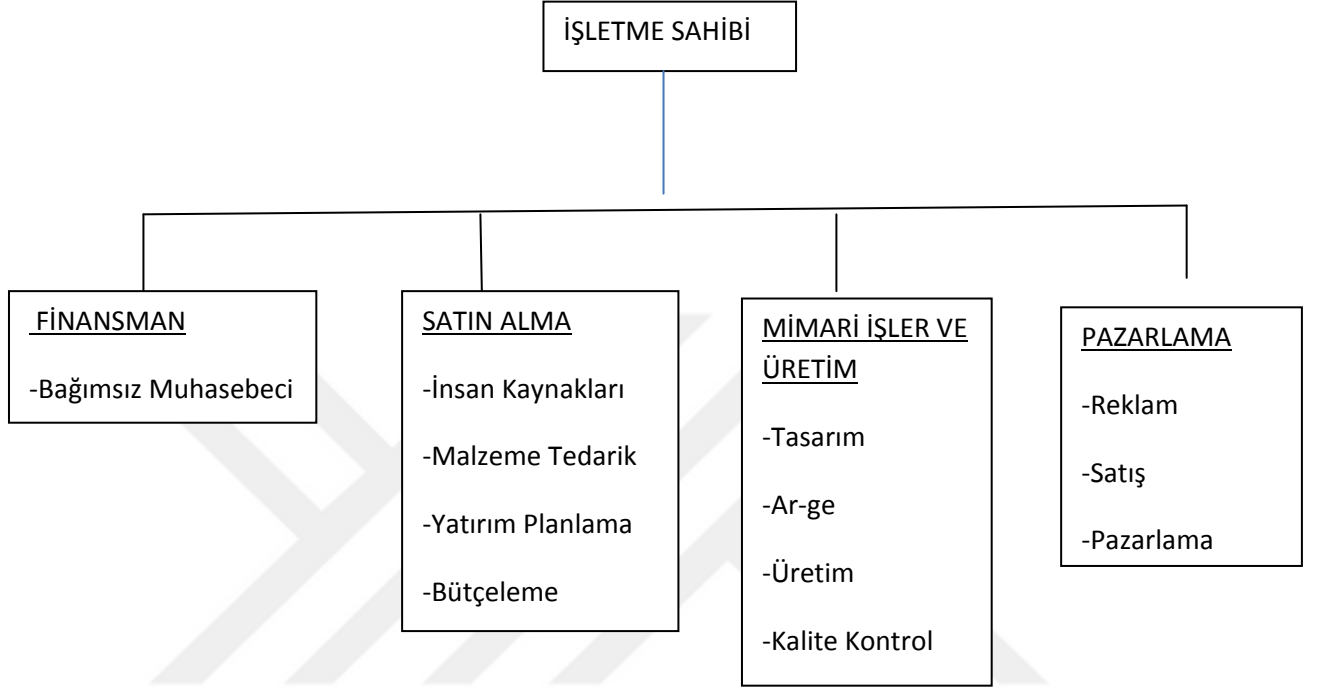 İŞLETME SAHİBİ
FİNANSMAN
-Bağımsız Muhasebeci
SATIN ALMA
-İnsan Kaynakları
-Malzeme Tedarik
-Yatırım Planlama
-Bütçeleme
MİMARİ İŞLER VE
ÜRETİM
-Tasarım
-Ar-ge
-Üretim
-Kalite Kontrol
PAZARLAMA
-Reklam
-Satış
-Pazarlama